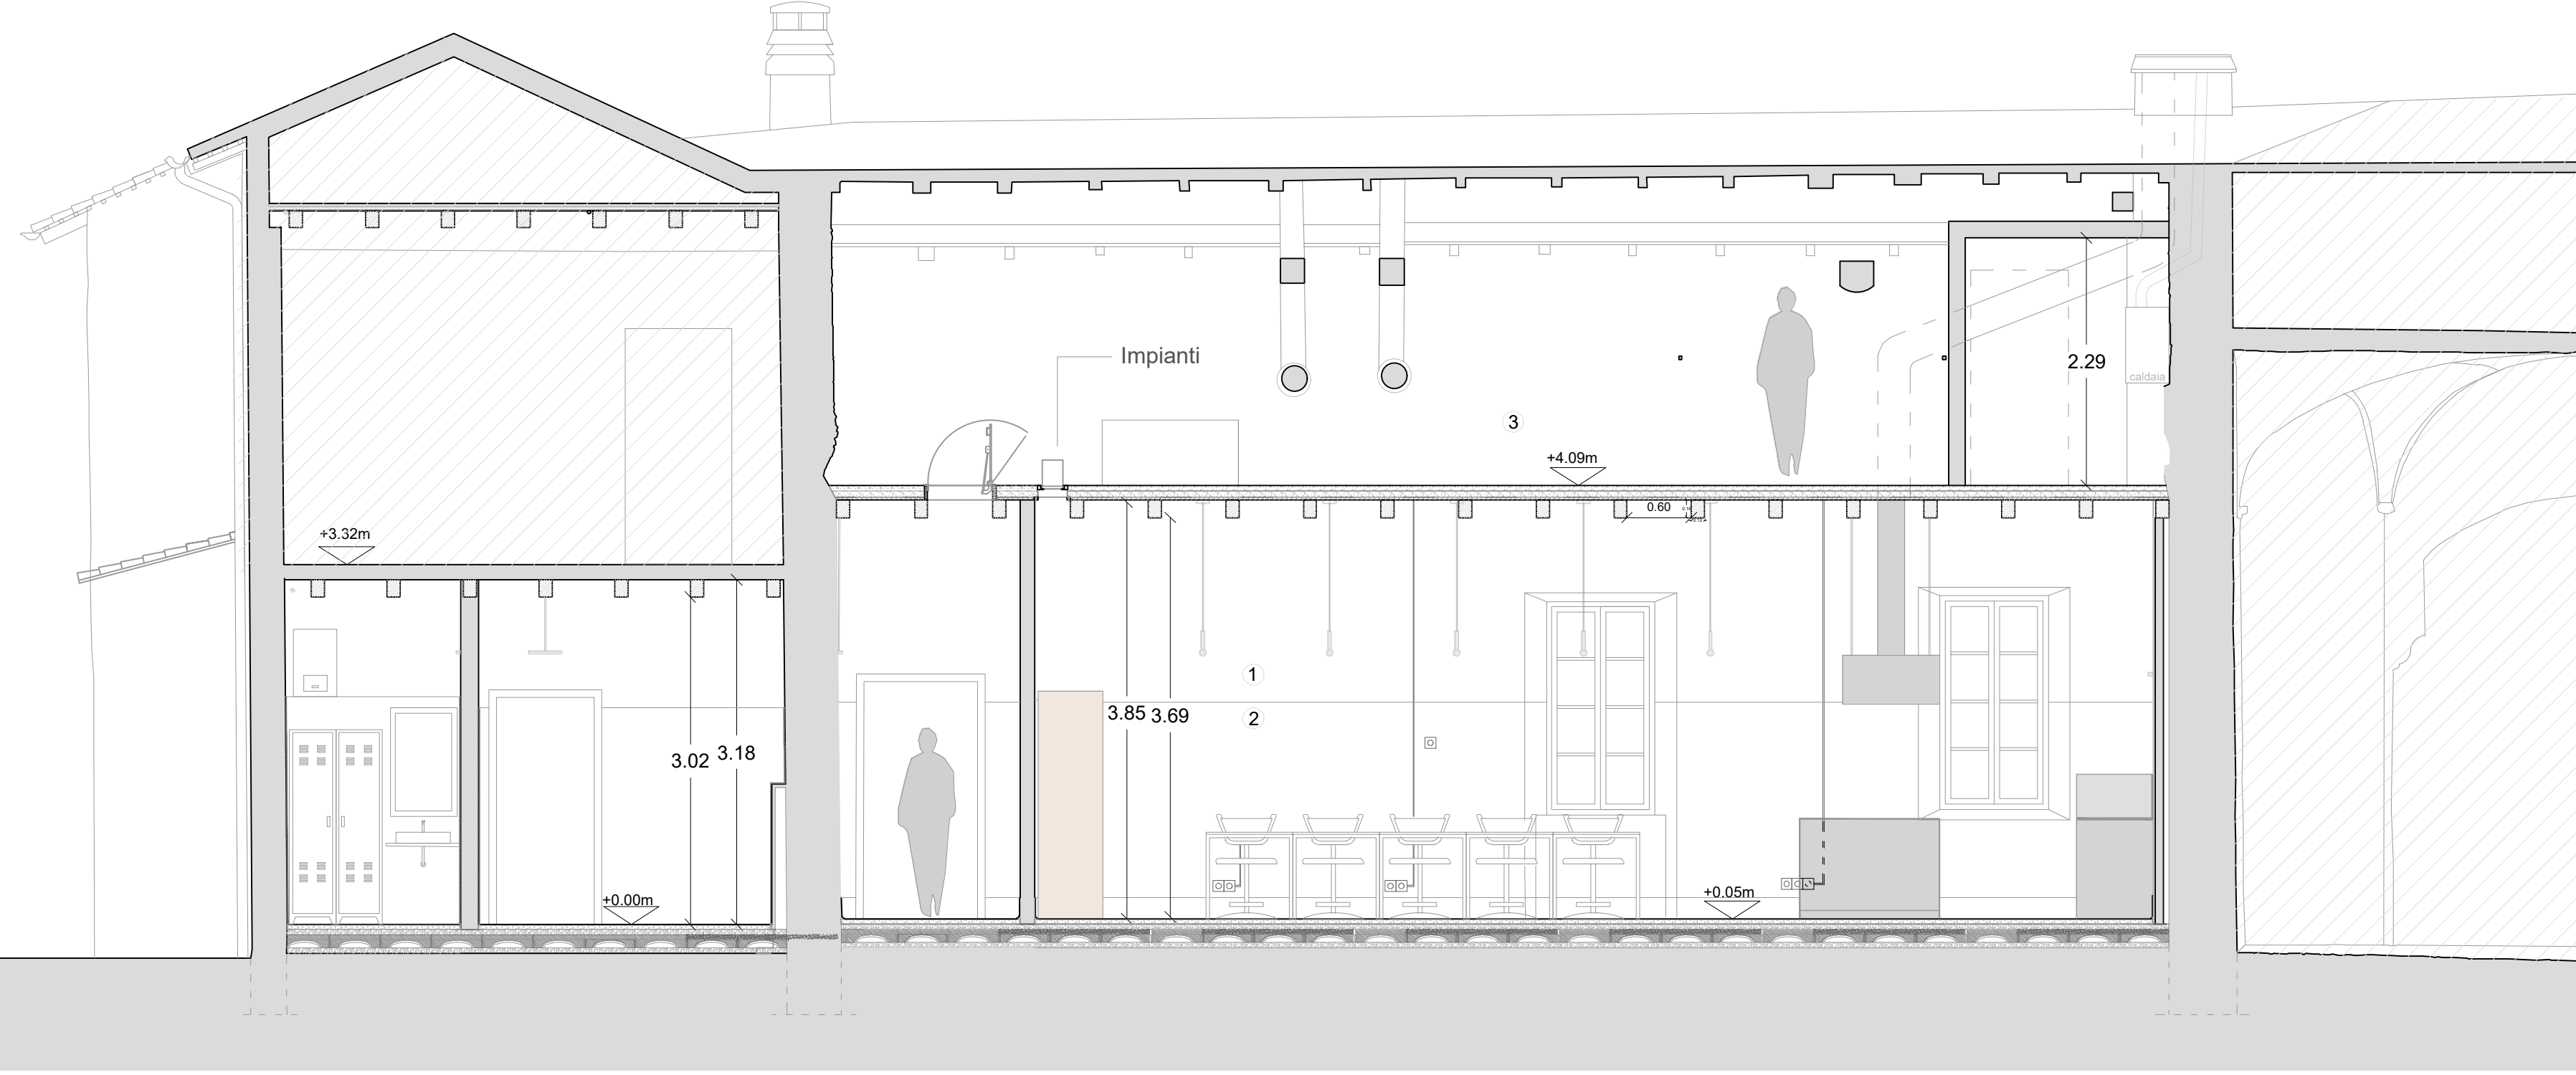 Impianti
2.29
caldaia
3
+4.09m
0.60
+3.32m
1
3.85
3.69
2
3.02
3.18
+0.00m
+0.05m